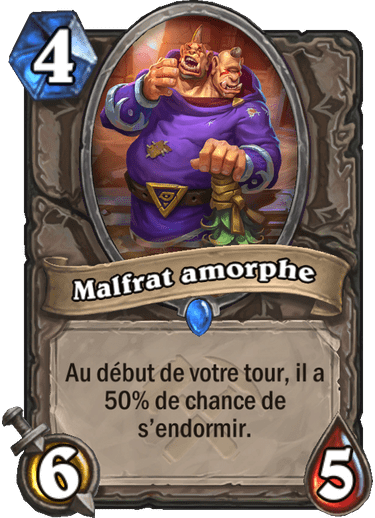 4
Malfrat amorphe
Au début de votre tour, il a
50% de chance de
s'endormir.
6
5